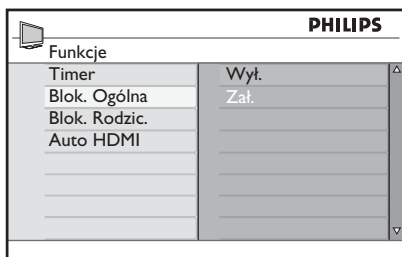 PHILIPS
Funkcje
Timer Wył.
Blok. Ogólna Zał.
Blok. Rodzic.
Auto HDMI